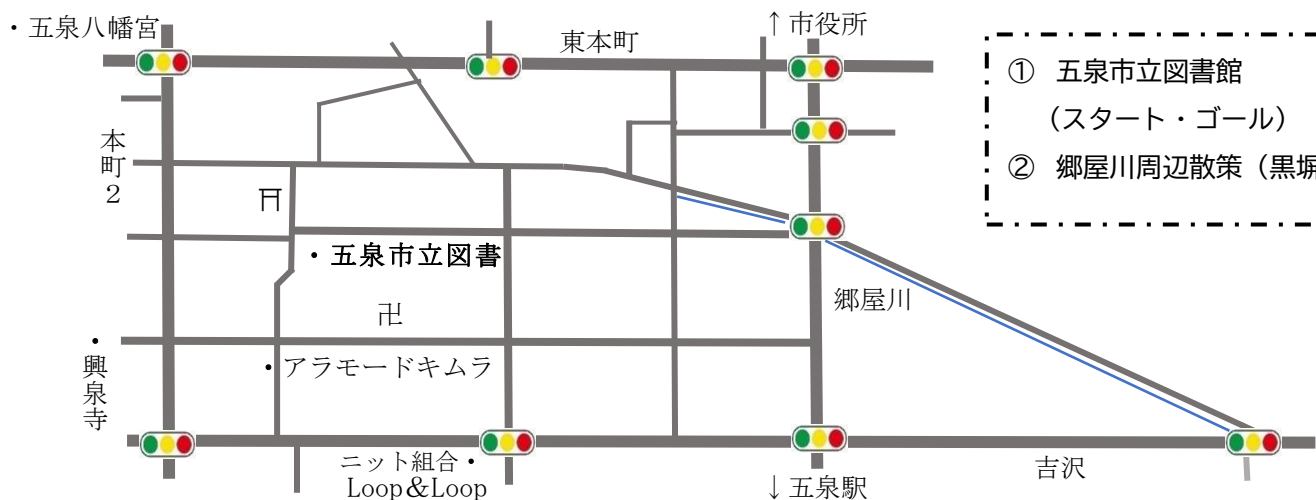 ・五泉八幡宮
東本町
↑市役所
① 五泉市立図書館
（スタート・ゴール）
② 郷屋川周辺散策（黒塀
本町２
・五泉市立図書
郷屋川
卍
・興泉寺
・アラモードキムラ
ニット組合・
Loop&Loop
↓五泉駅
吉沢